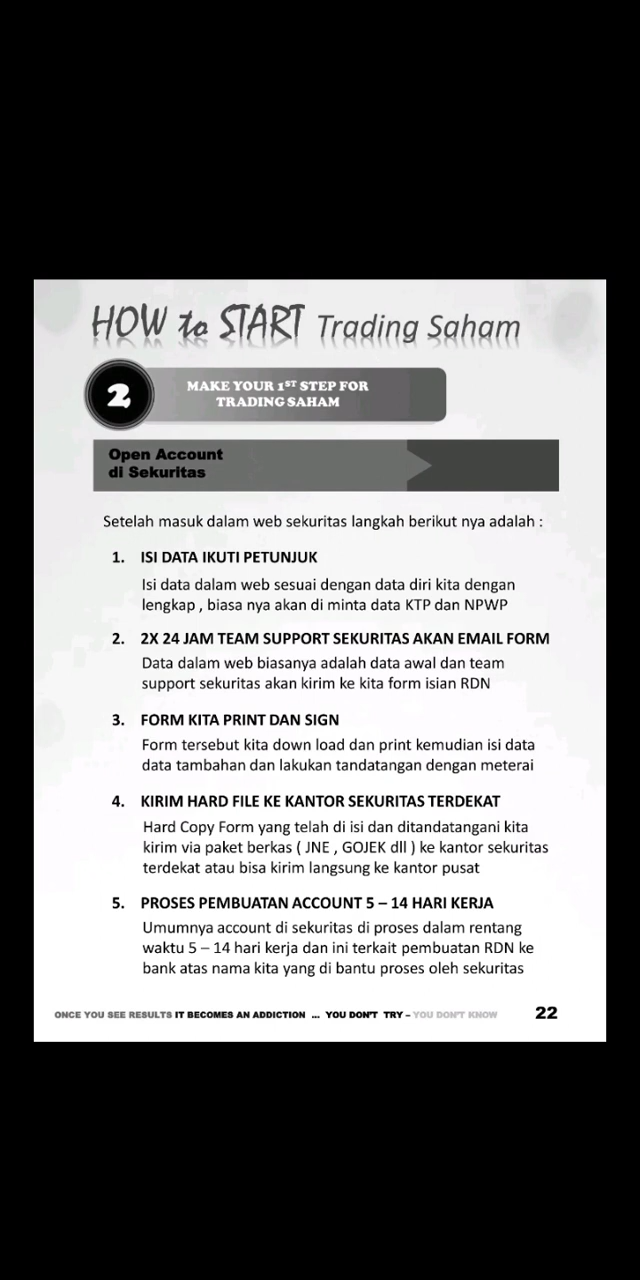 HOW to START Trading Saham
2
MAKE YOUR 1ST STEP FOR
TRADING SAHAM
Open Account
di Sekuritas
Setelah masuk dalam web sekuritas langkah berikut nya adalah :
1. ISI DATA IKUTI PETUNJUK
Isi data dalam web sesuai dengan data diri kita dengan
lengkap , biasa nya akan di minta data KTP dan NPWP
2. 2X 24 JAM TEAM SUPPORT SEKURITAS AKAN EMAIL FORM
Data dalam web biasanya adalah data awal dan team
support sekuritas akan kirim ke kita form isian RDN
3. FORM KITA PRINT DAN SIGN
Form tersebut kita down load dan print kemudian isi data
data tambahan dan lakukan tandatangan dengan meterai
4. KIRIM HARD FILE KE KANTOR SEKURITAS TERDEKAT
Hard Copy Form yang telah di isi dan ditandatangani kita
kirim via paket berkas ( JNE , GOJEK dll ) ke kantor sekuritas
terdekat atau bisa kirim langsung ke kantor pusat
5. PROSES PEMBUATAN ACCOUNT 5 – 14 HARI KERJA
Umumnya account di sekuritas di proses dalam rentang
waktu 5 – 14 hari kerja dan ini terkait pembuatan RDN ke
bank atas nama kita yang di bantu proses oleh sekuritas
ONCE YOU SEE RESULTS IT BECOMES AN ADDICTION ... YOU DON'T TRY – YOU DON'T KNOW 22